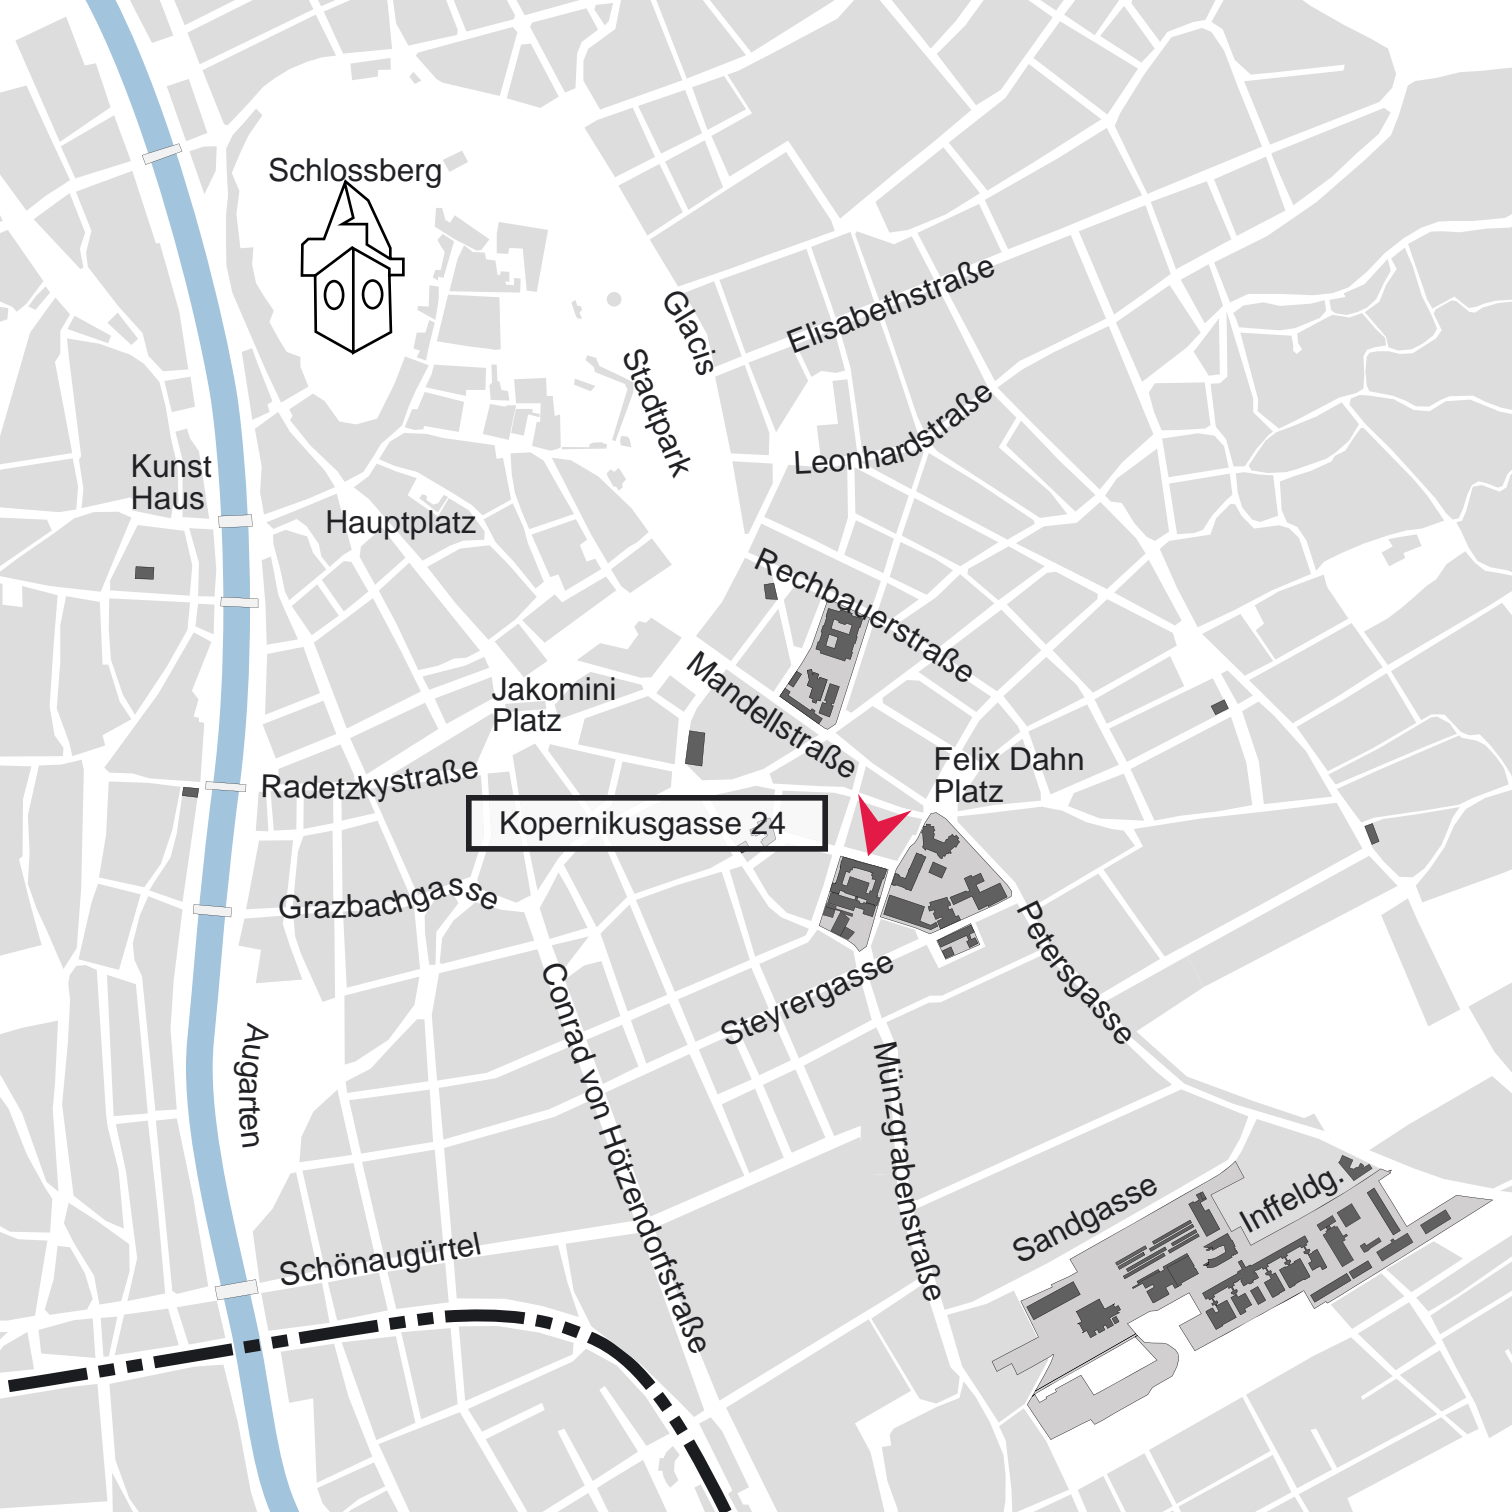 Schlossberg
Elisabethstraße
Glacis
Stadtpark
Leonhardstraße
Kunst
Haus
Hauptplatz
Rechbauerstraße
Mandellstraße
Jakomini
Platz
Felix Dahn
Platz
Radetzkystraße
Kopernikusgasse 24
Grazbachgasse
Petersgasse
Steyrergasse
Conrad von Hötzendorfstraße
Augarten
Münzgrabenstraße
Sandgasse
Inffeldg.
Schönaugürtel